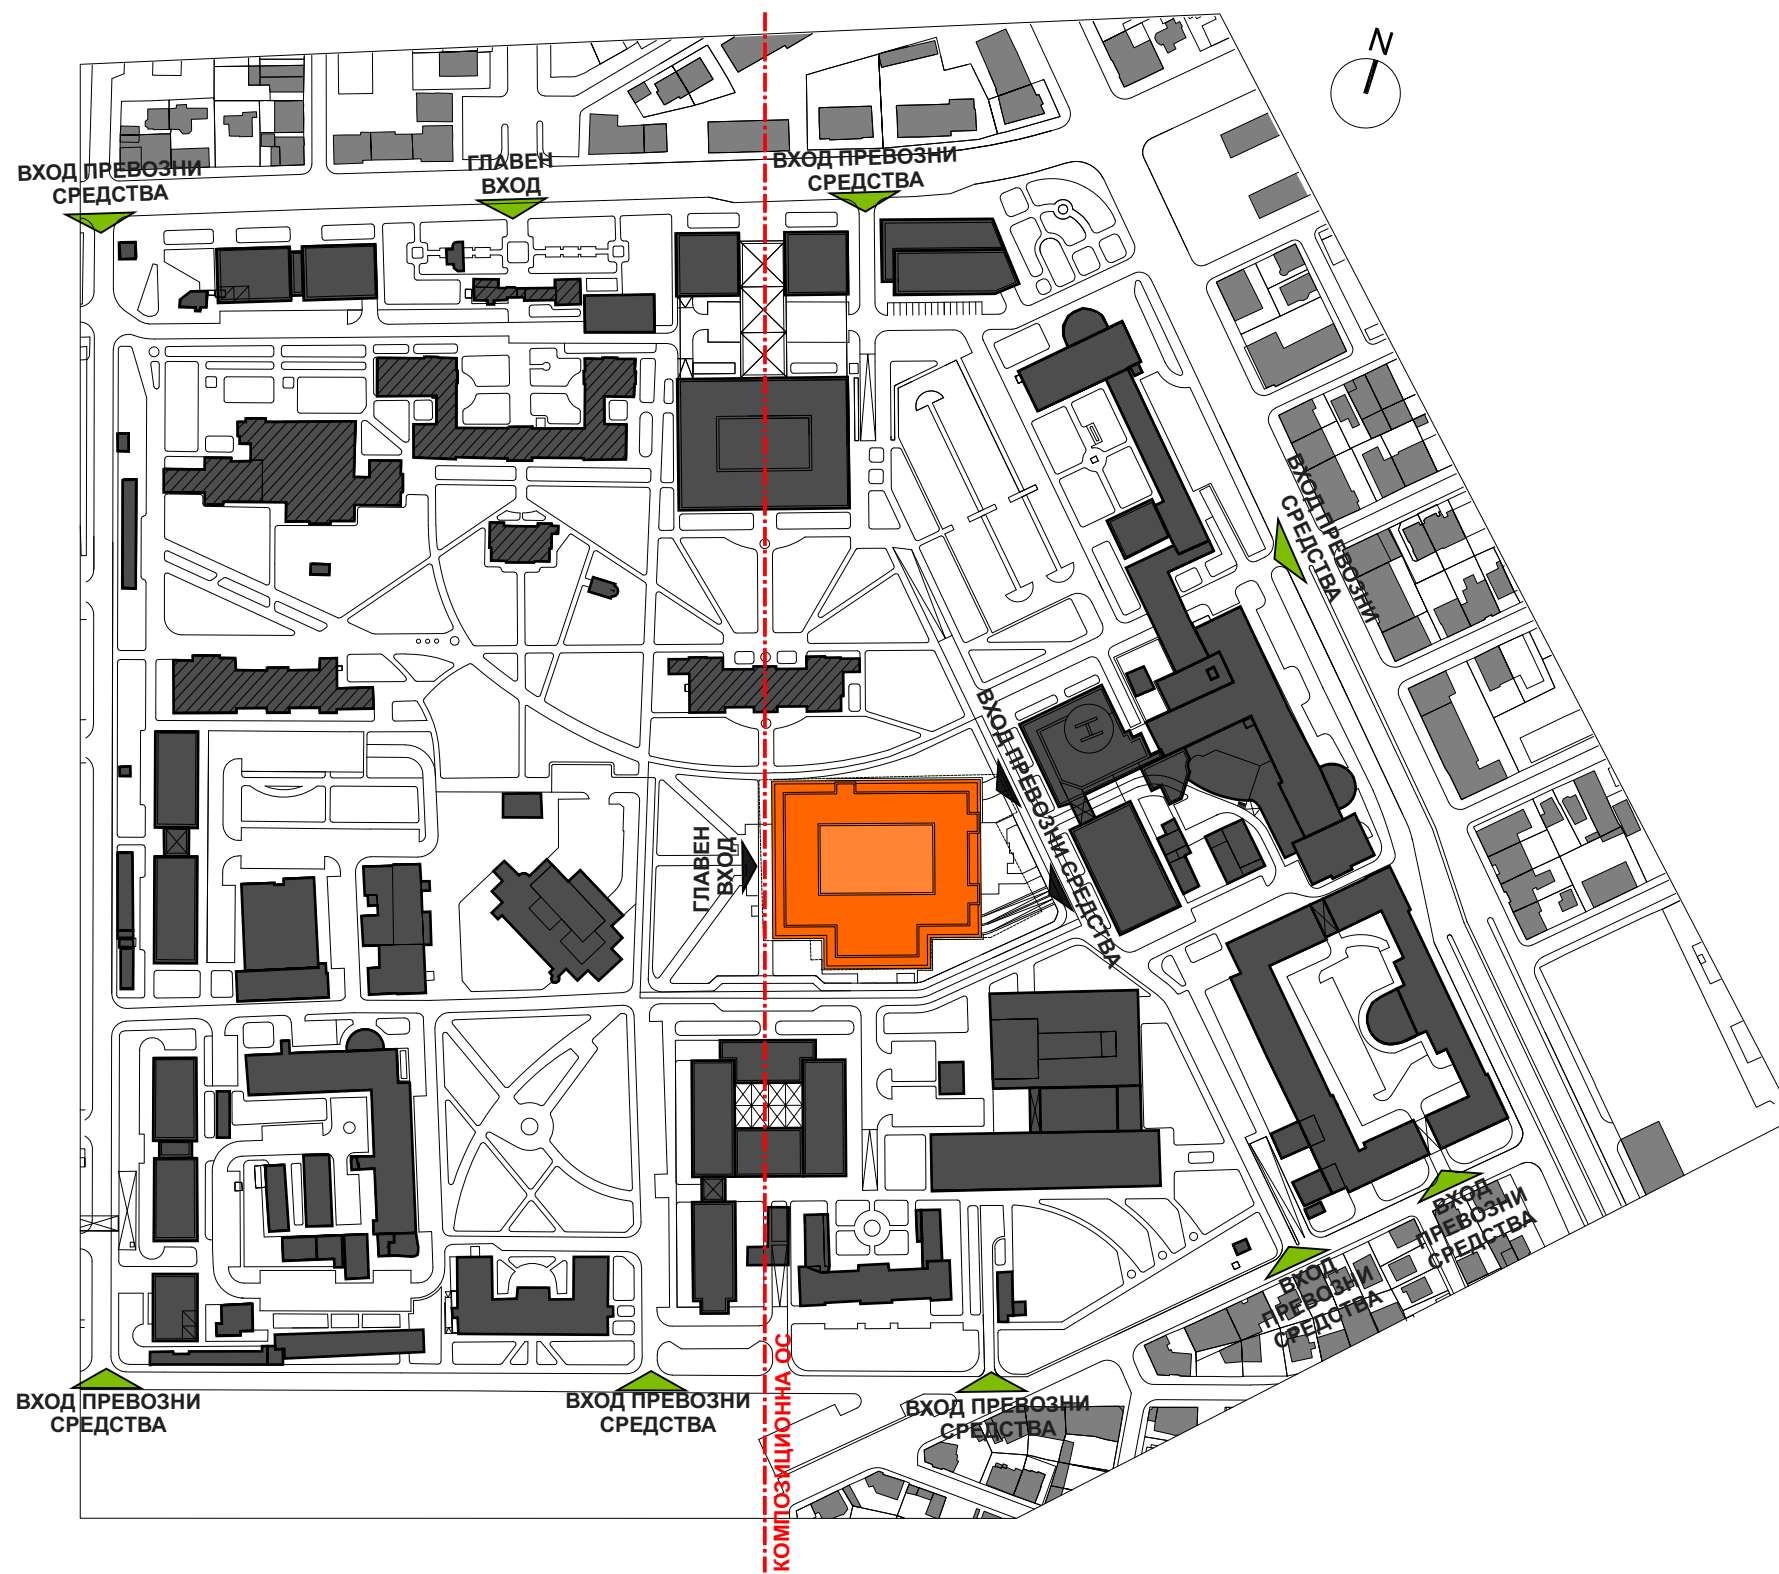 N
ВХОД ПРЕВОЗНИ
СРЕДСТВА
ГЛАВЕН
ВХОД
ВХОД ПРЕВОЗНИ
СРЕДСТВА
ВХОД ПРЕВОЗНИ
СРЕДСТВА
H
ВХОД ПРЕВОЗНИ СРЕДСТВА
ГЛАВЕН
ВХОД
ВХОД
ПРЕВОЗНИ
СРЕДСТВА
ВХОД
ПРЕВОЗНИ
СРЕДСТВА
ВХОД ПРЕВОЗНИ
СРЕДСТВА
ВХОД ПРЕВОЗНИ
СРЕДСТВА
ВХОД ПРЕВОЗНИ
СРЕДСТВА
КОМПОЗИЦИОННА ОС